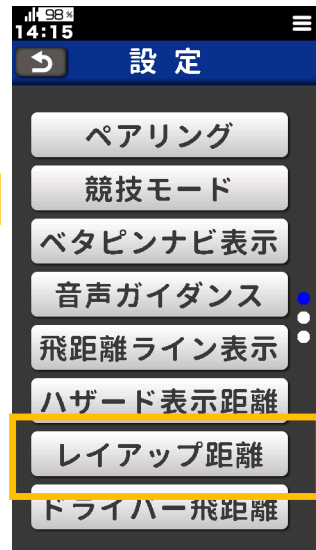 98%
14:15
設定
ペアリング
競技モード
ベタピンナビ表示
音声ガイダンス
飛距離ライン表示
ハザード表示距離
レイアップ距離
ドライバー飛距離